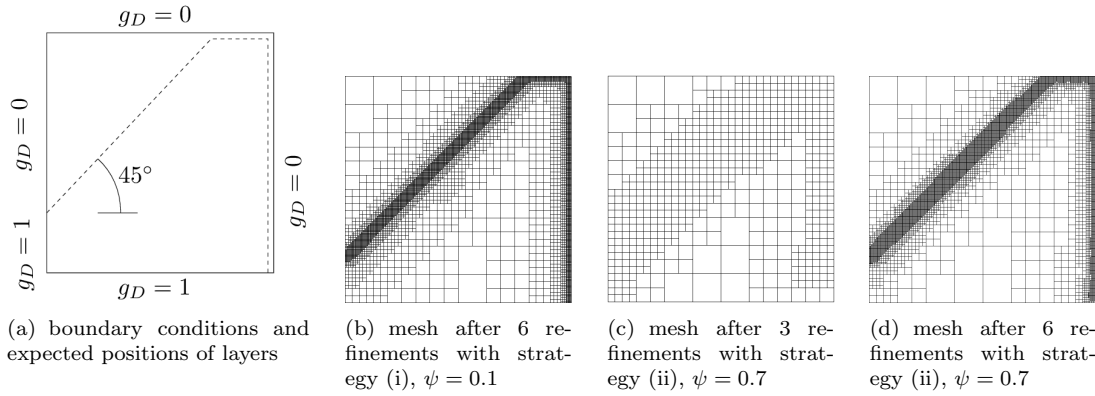 g_D = 0
g_D = 0
g_D = 1
45°
g_D = 0
g_D = 1
(a) boundary conditions and
expected positions of layers
(b) mesh after 6 re-
finements with strat-
egy (i), ψ = 0.1
(c) mesh after 3 re-
finements with strat-
egy (ii), ψ = 0.7
(d) mesh after 6 re-
finements with strat-
egy (ii), ψ = 0.7